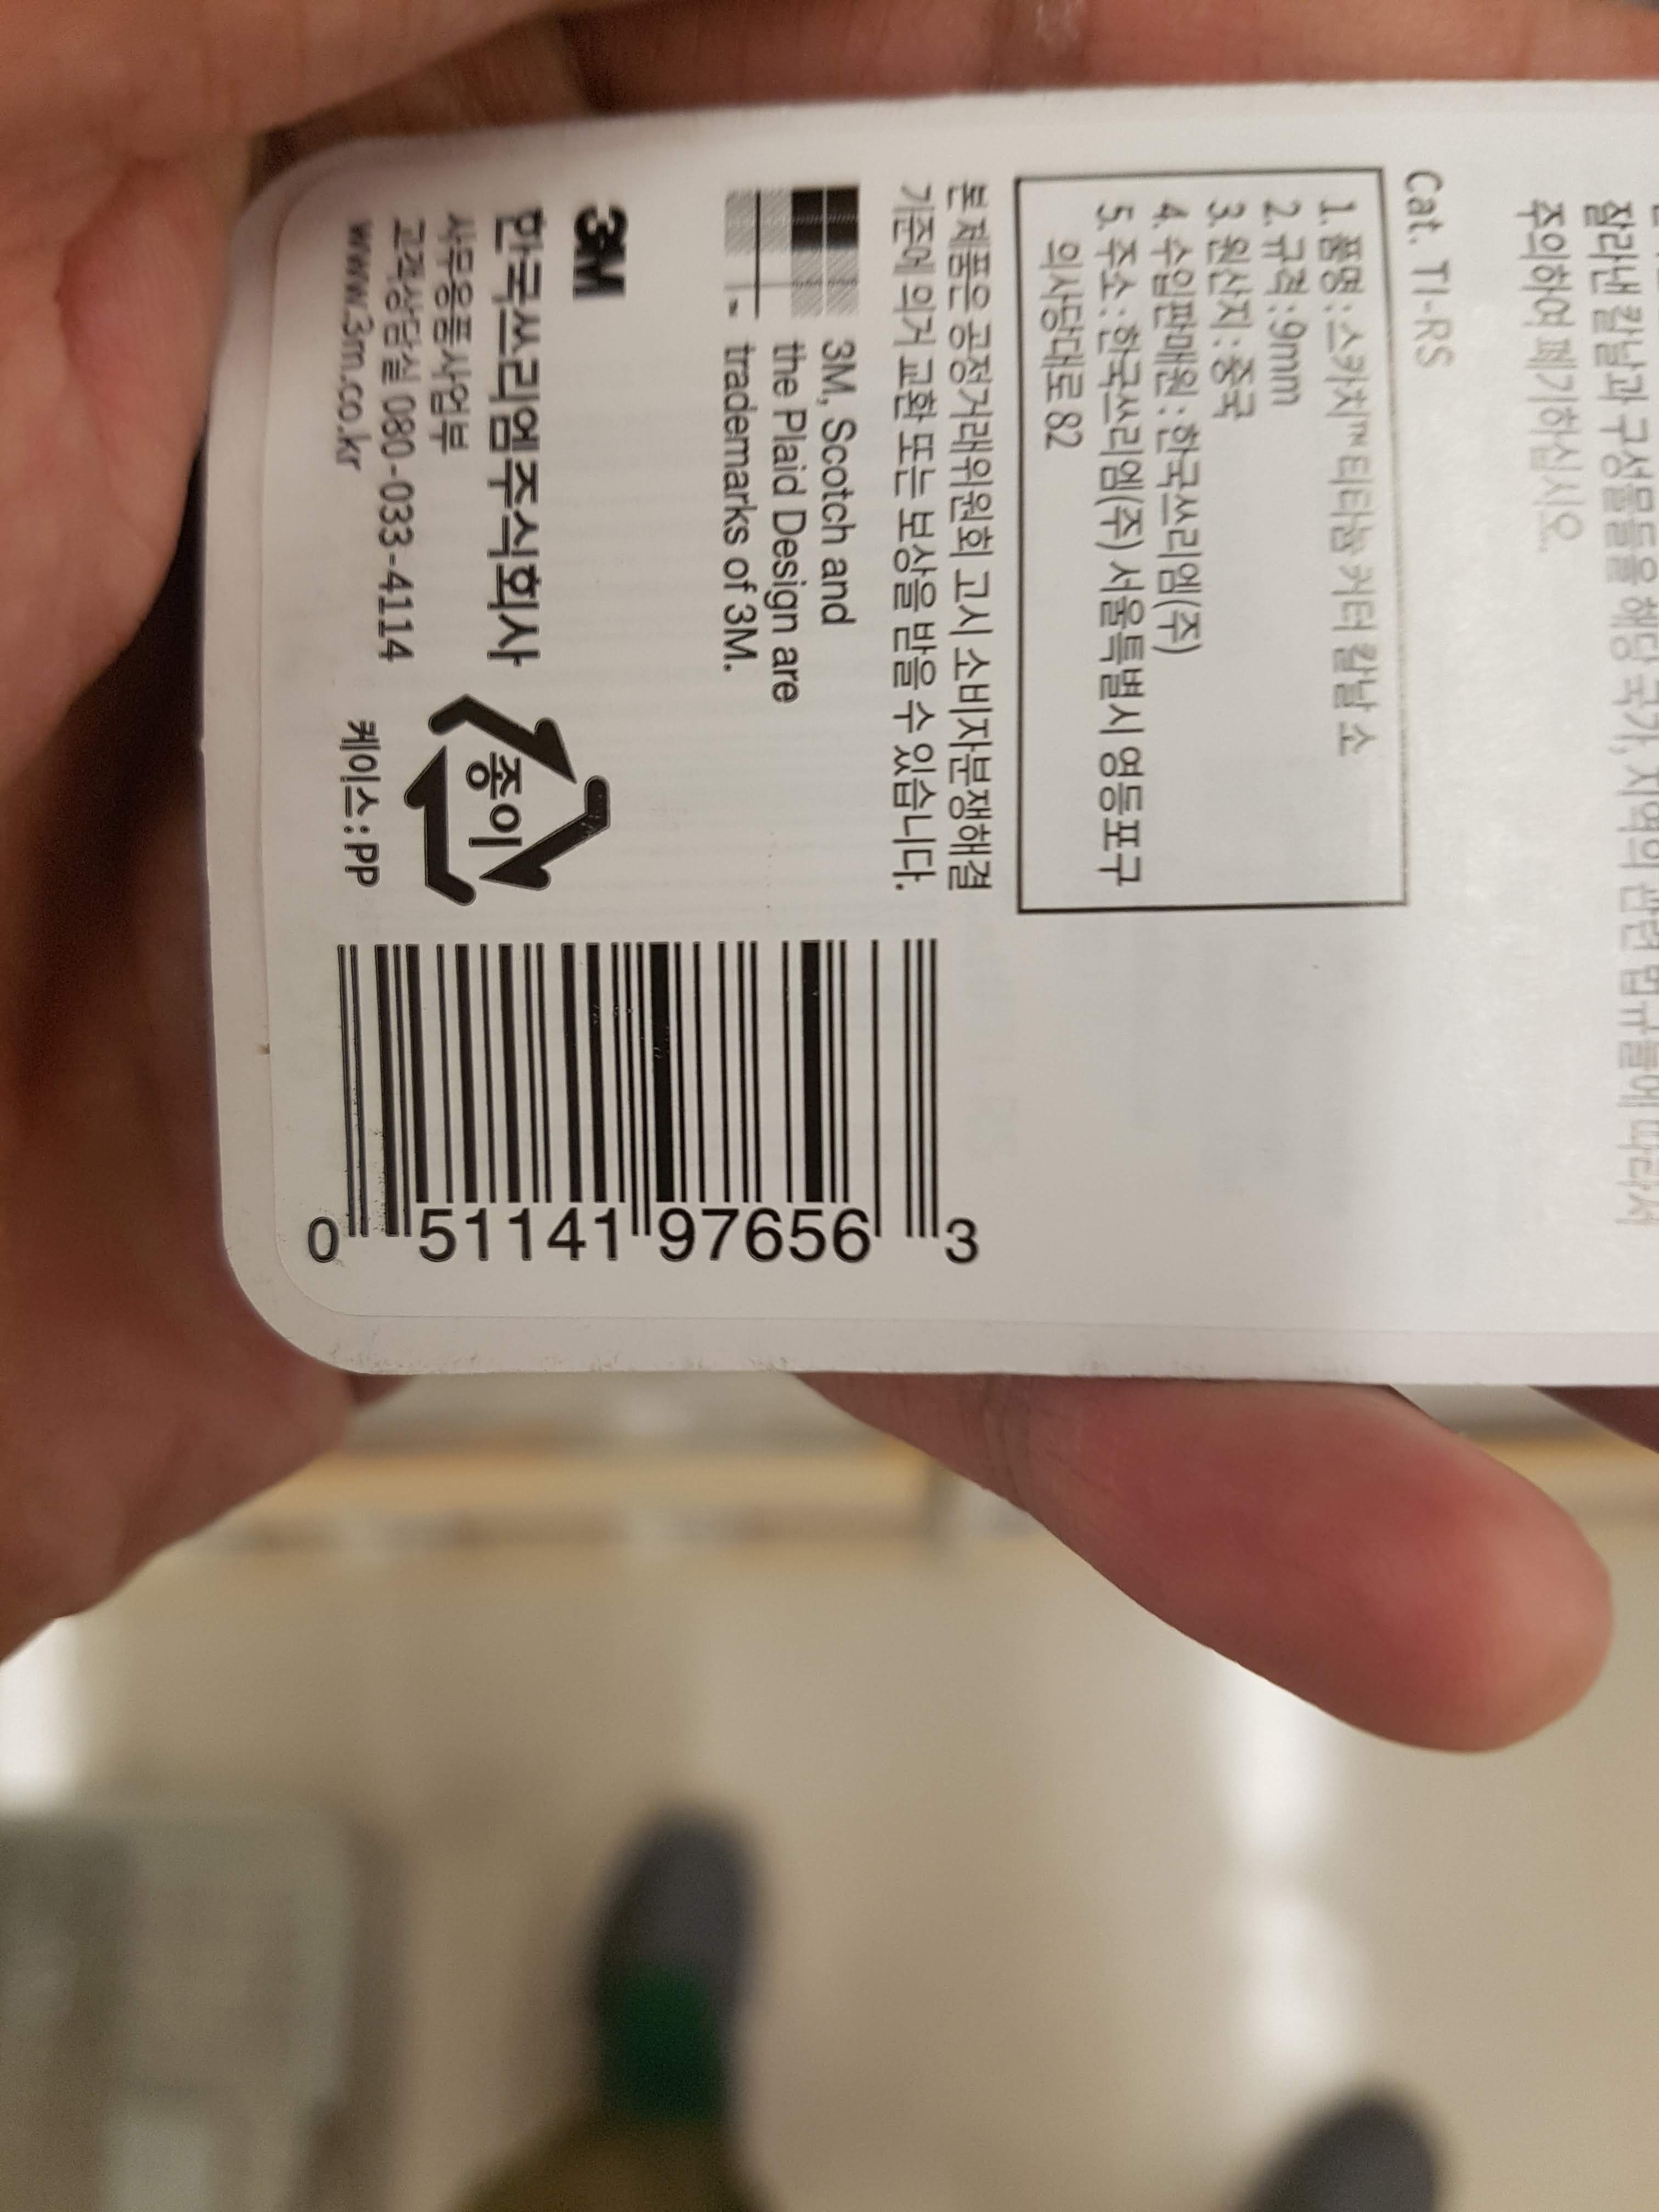 잘라낸 칼날과 구성물들을 해당 국가, 지역의 관련 법규들에 따라서
주의하여 폐기하십시오.
Cat. TI-RS
1. 품명 : 스카치™ 티타늄 커터 칼날 소
2. 규격 : 9mm
3. 원산지 : 중국
4. 수입판매원 : 한국쓰리엠(주)
5. 주소 : 한국쓰리엠(주) 서울특별시 영등포구
의사당대로 82
본 제품은 공정거래위원회 고시 소비자분쟁해결
기준에 의거 교환 또는 보상을 받을 수 있습니다.
3M, Scotch and
the Plaid Design are
trademarks of 3M.
3M
한국쓰리엠주식회사
사무용품사업부
고객상담실 080-033-4114
www.3m.co.kr
종이
케이스 : PP
0 51141 97656 3